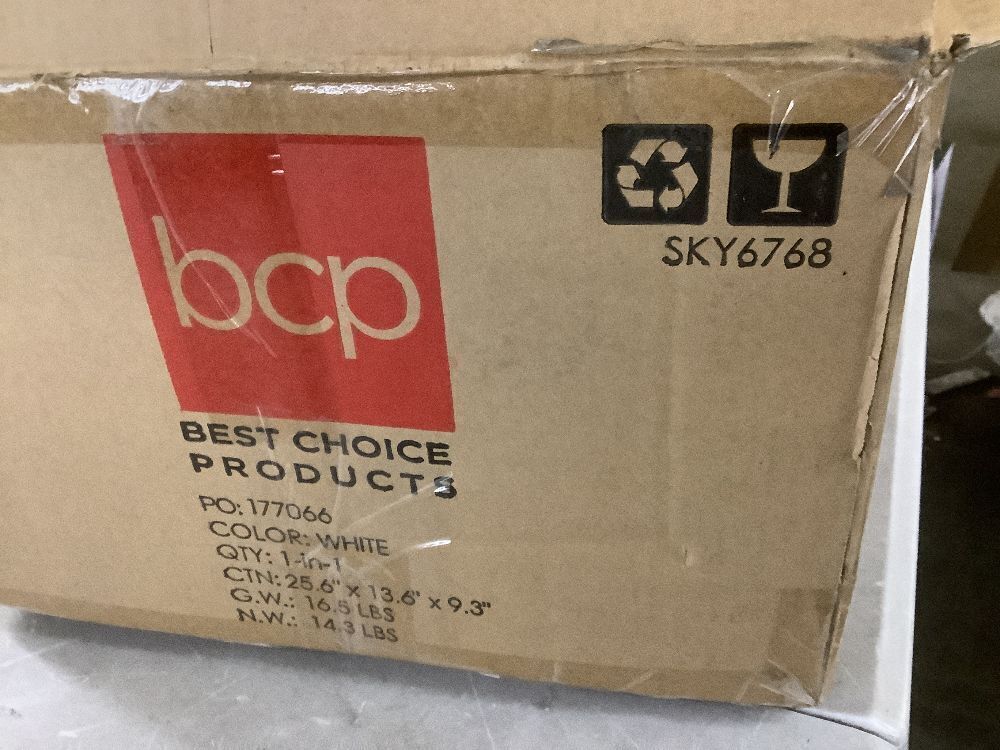 bcp
BEST CHOICE
PRODUCTS
PO: 177066
COLOR: WHITE
QTY: 1-in-1
CTN: 25.6" x 13.6" x 9.3"
G.W.: 16.5 LBS
N.W.: 14.3 LBS
SKY6768